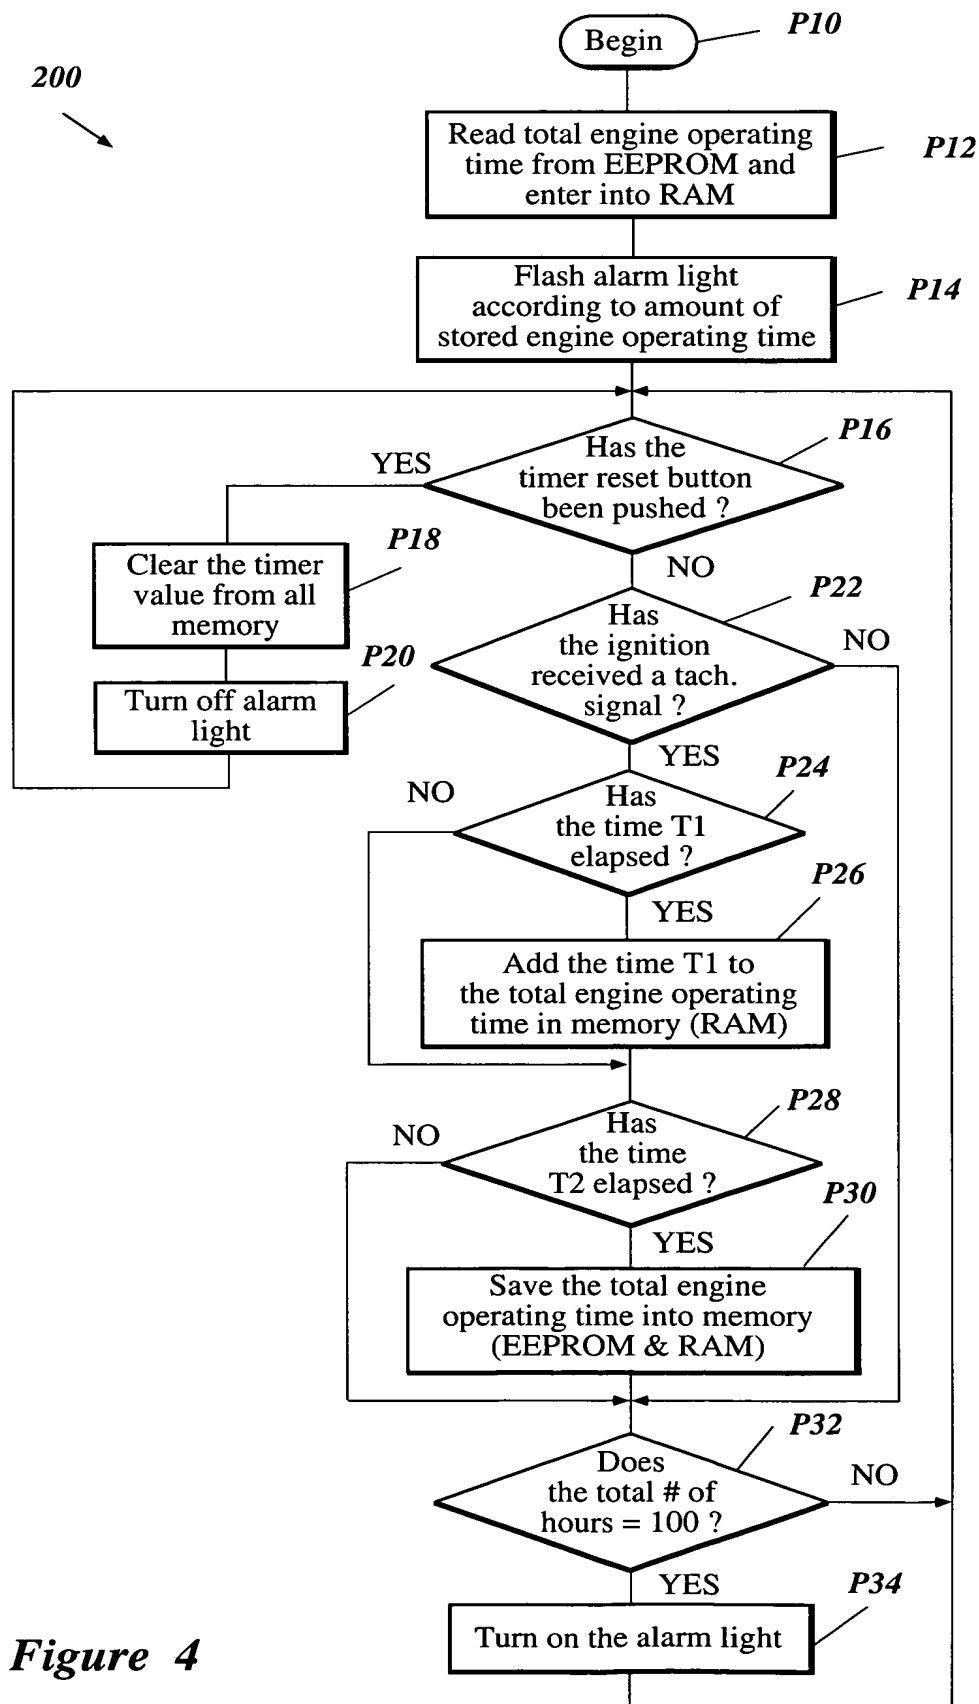 Begin
P10
200
Read total engine operating
time from EEPROM and
enter into RAM
P12
Flash alarm light
according to amount of
stored engine operating time
P14
Has the
timer reset button
been pushed ?
P16
YES
NO
Clear the timer
value from all
memory
P18
Turn off alarm
light
P20
Has
the ignition
received a tach.
signal ?
P22
NO
YES
Has
the time T1
elapsed ?
P24
NO
YES
Add the time T1 to
the total engine operating
time in memory (RAM)
P26
Has
the time
T2 elapsed ?
P28
NO
YES
Save the total engine
operating time into memory
(EEPROM & RAM)
P30
Does
the total # of
hours = 100 ?
P32
NO
YES
Turn on the alarm light
P34
Figure 4